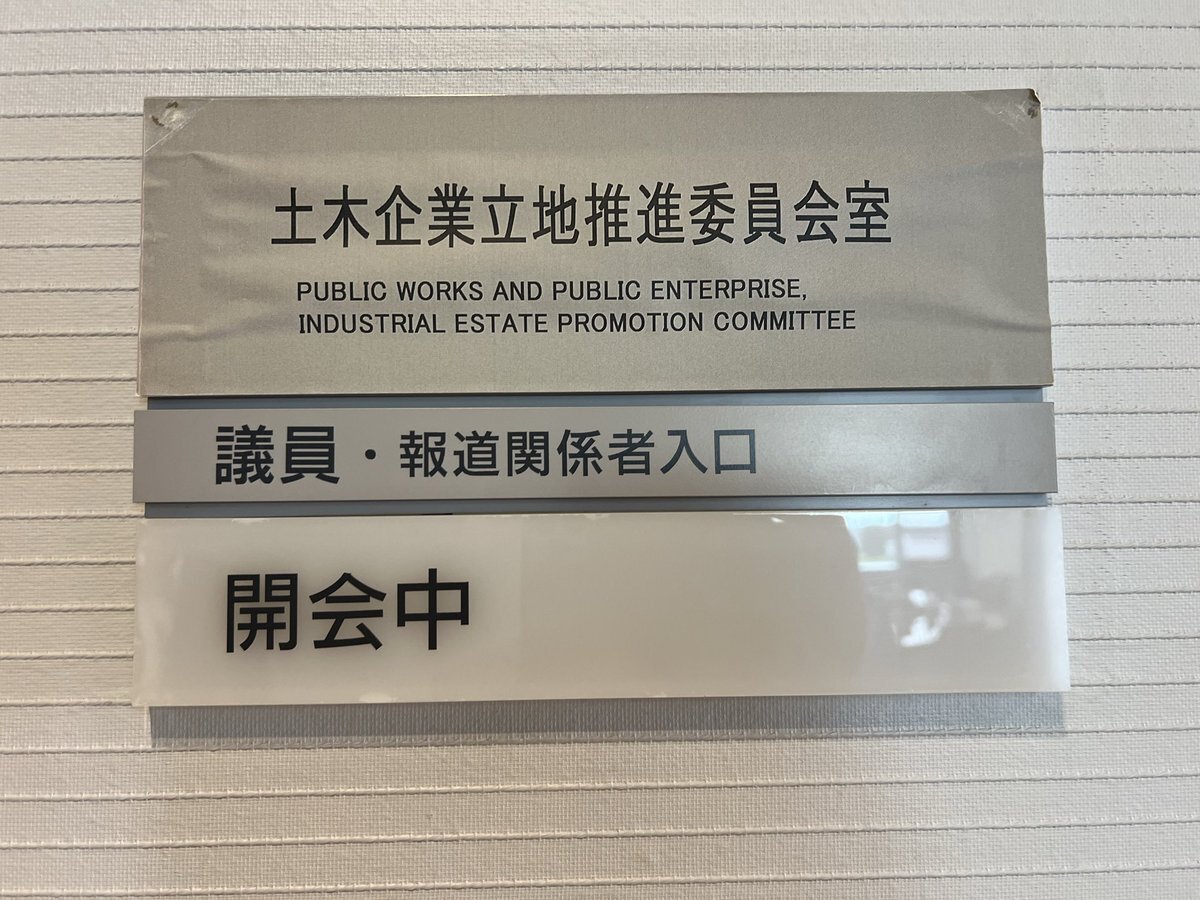 土木企業立地推進委員会室
PUBLIC WORKS AND PUBLIC ENTERPRISE,
INDUSTRIAL ESTATE PROMOTION COMMITTEE
議員・報道関係者入口
開会中